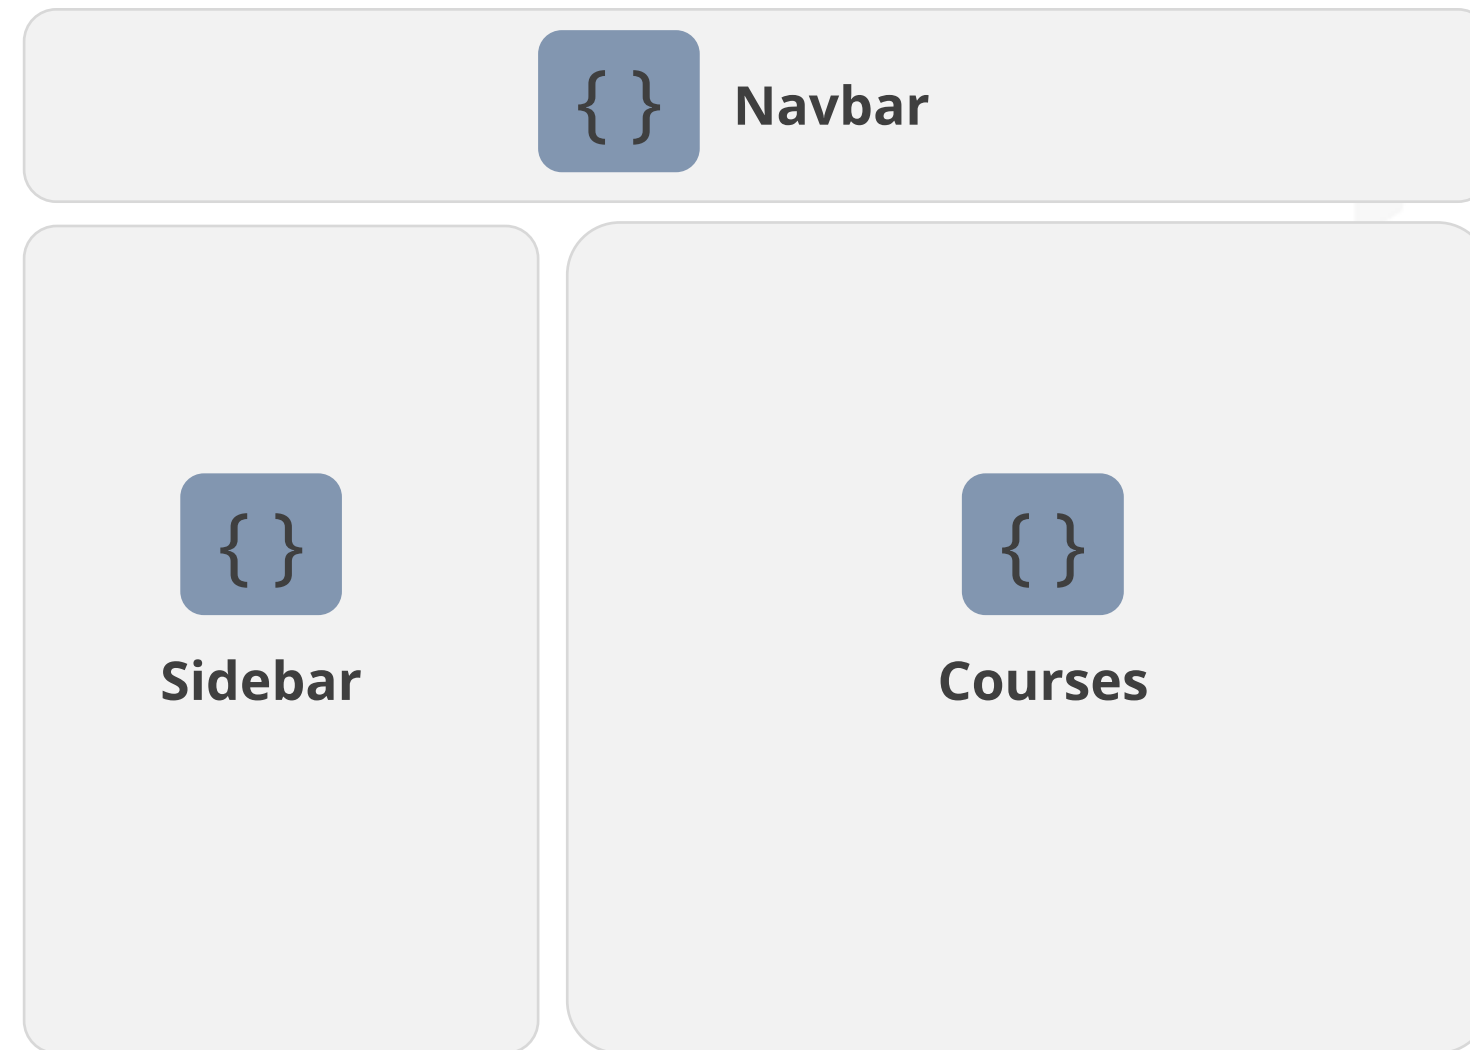 { } Navbar
{ }
Sidebar
{ }
Courses